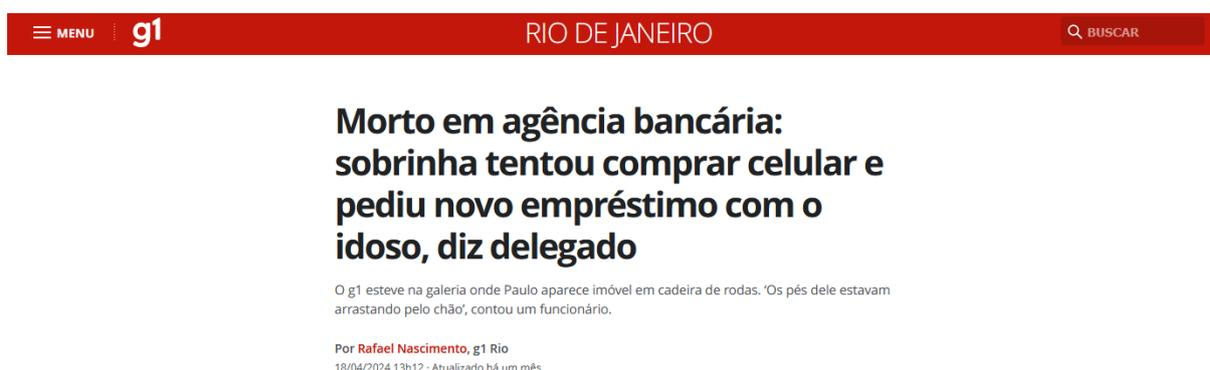 MENU g1 RIO DE JANEIRO BUSCAR
Morto em agência bancária:
sobrinha tentou comprar celular e
pediu novo empréstimo com o
idoso, diz delegado
O g1 esteve na galeria onde Paulo aparece imóvel em cadeira de rodas. ‘Os pés dele estavam
arrastando pelo chão’, contou um funcionário.
Por Rafael Nascimento, g1 Rio
18/04/2024 13h12 · Atualizado há um mês